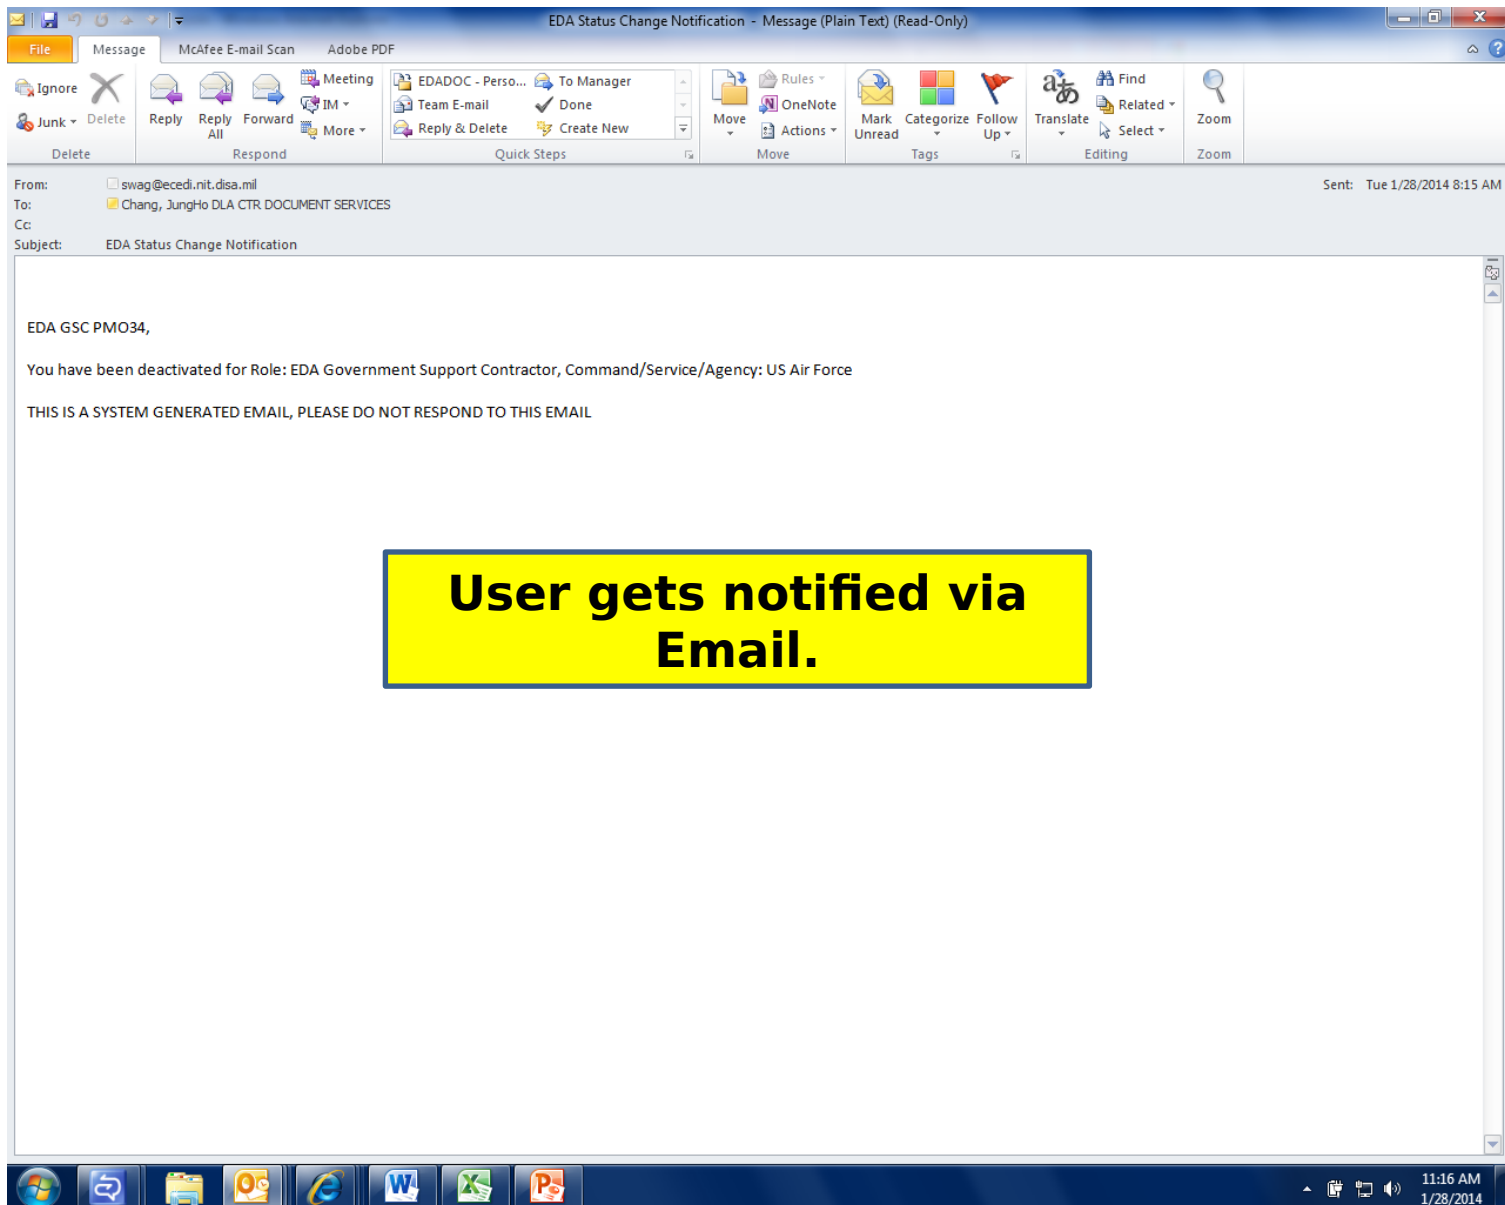 EDA Status Change Notification - Message (Plain Text) (Read-Only)
File Message McAfee E-mail Scan Adobe PDF
Ignore
Junk
Delete
Delete
Reply
Reply All
Forward
Meeting
IM
More
Respond
EDADOC - Perso...
Team E-mail
Reply & Delete
To Manager
Done
Create New
Quick Steps
Move
Rules
OneNote
Actions
Move
Mark Unread
Categorize
Follow Up
Tags
Translate
Find
Related
Select
Editing
Zoom
Zoom
From: swag@ecedi.nit.disa.mil
Sent: Tue 1/28/2014 8:15 AM
To: Chang, JungHo DLA CTR DOCUMENT SERVICES
Cc:
Subject: EDA Status Change Notification
EDA GSC PMO34,
You have been deactivated for Role: EDA Government Support Contractor, Command/Service/Agency: US Air Force
THIS IS A SYSTEM GENERATED EMAIL, PLEASE DO NOT RESPOND TO THIS EMAIL
User gets notified via
Email.
11:16 AM
1/28/2014